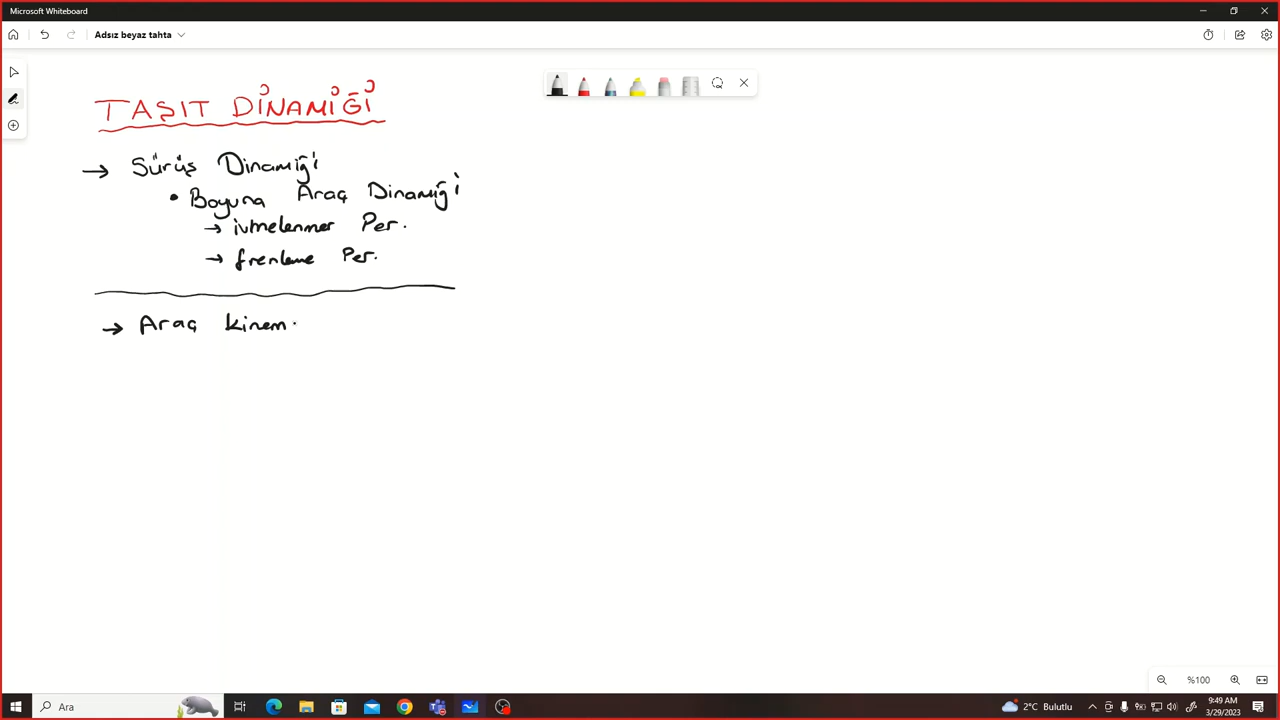 Microsoft Whiteboard
Adsız beyaz tahta
TAŞIT DİNAMİĞİ
→ Sürüş Dinamiği
• Boyuna Araç Dinamiği
→ ivmelenmer Per.
→ frenleme Per.
→ Araç kinem.
%100
Ara
2°C Bulutlu
9:49 AM
3/29/2023